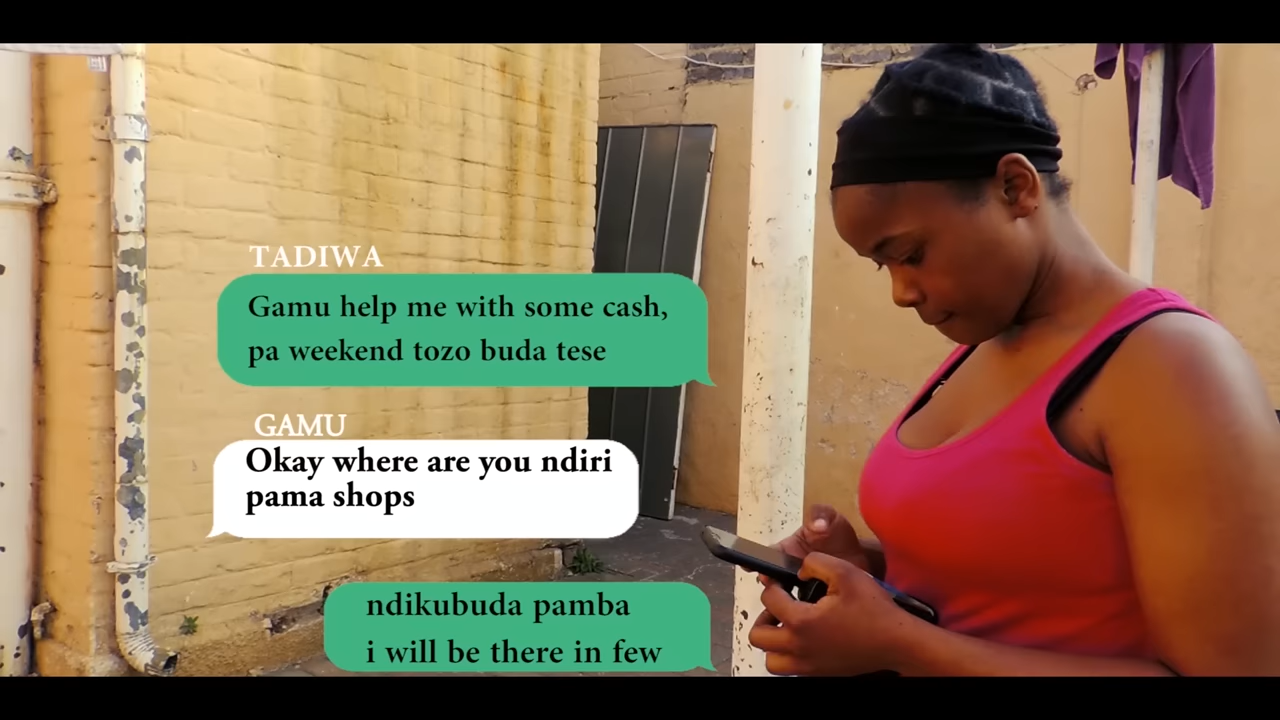 TADIWA
Gamu help me with some cash,
pa weekend tozo buda tese
GAMU
Okay where are you ndiri
pama shops
ndikubuda pamba
i will be there in few